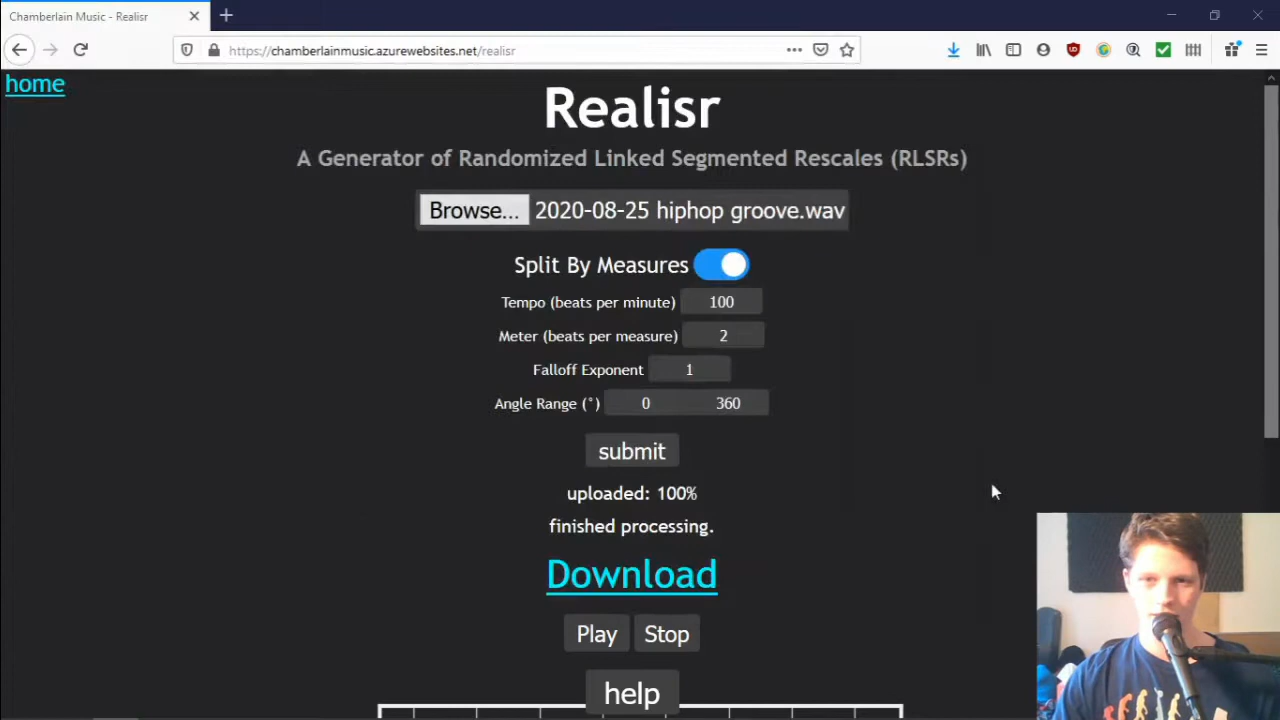 Chamberlain Music - Realisr
https://chamberlainmusic.azurewebsites.net/realisr
home
Realisr
A Generator of Randomized Linked Segmented Rescales (RLSRs)
Browse... 2020-08-25 hiphop groove.wav
Split By Measures
Tempo (beats per minute) 100
Meter (beats per measure) 2
Falloff Exponent 1
Angle Range (°) 0 360
submit
uploaded: 100%
finished processing.
Download
Play Stop
help